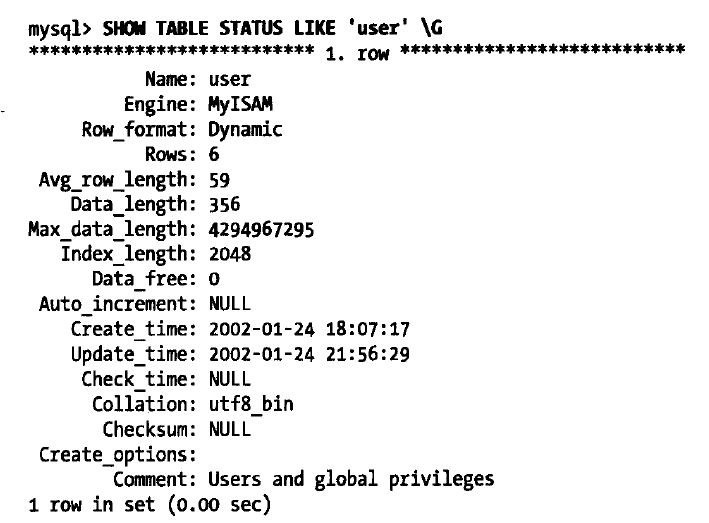 mysql> SHOW TABLE STATUS LIKE 'user' \G
*************************** 1. row ***************************
Name: user
Engine: MyISAM
Row_format: Dynamic
Rows: 6
Avg_row_length: 59
Data_length: 356
Max_data_length: 4294967295
Index_length: 2048
Data_free: 0
Auto_increment: NULL
Create_time: 2002-01-24 18:07:17
Update_time: 2002-01-24 21:56:29
Check_time: NULL
Collation: utf8_bin
Checksum: NULL
Create_options:
Comment: Users and global privileges
1 row in set (0.00 sec)